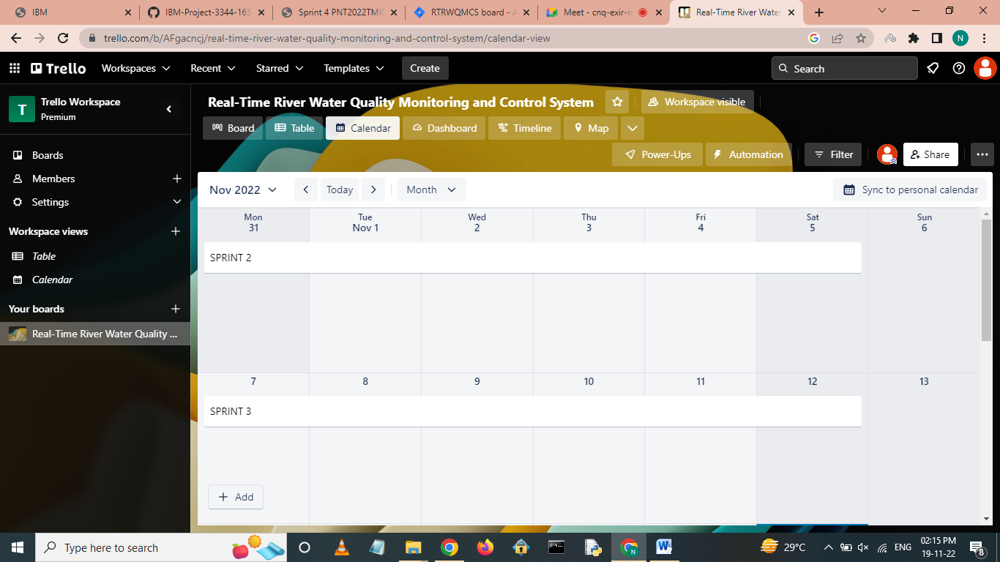 IBM
IBM-Project-3344-165
Sprint 4 PNT2022TMID
RTRWQMCS board - A
Meet - cnq-exir-m
Real-Time River Water
trello.com/b/AFgacncj/real-time-river-water-quality-monitoring-and-control-system/calendar-view
N
Trello
Workspaces
Recent
Starred
Templates
Create
Search
T
Trello Workspace
Premium
Real-Time River Water Quality Monitoring and Control System
Workspace visible
Board
Table
Calendar
Dashboard
Timeline
Map
Power-Ups
Automation
Filter
Share
Boards
Members
Settings
Workspace views
Table
Calendar
Your boards
Real-Time River Water Quality ...
Nov 2022
Today
Month
Sync to personal calendar
Mon Tue Wed Thu Fri Sat Sun
31 Nov 1 2 3 4 5 6
SPRINT 2
7 8 9 10 11 12 13
SPRINT 3
Add
Type here to search
29°C
ENG
02:15 PM
19-11-22
8